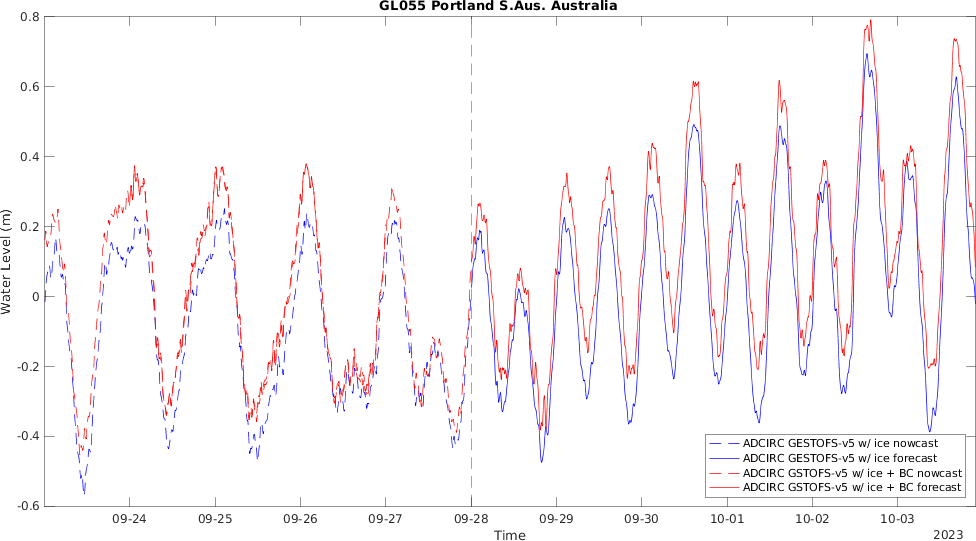 GL055 Portland S.Aus. Australia
0.8
0.6
0.4
0.2
0
-0.2
-0.4
-0.6
Water Level (m)
09-24 09-25 09-26 09-27 09-28 09-29 09-30 10-01 10-02 10-03
Time
2023
ADCIRC GESTOFS-v5 w/ ice nowcast
ADCIRC GESTOFS-v5 w/ ice forecast
ADCIRC GSTOFS-v5 w/ ice + BC nowcast
ADCIRC GSTOFS-v5 w/ ice + BC forecast